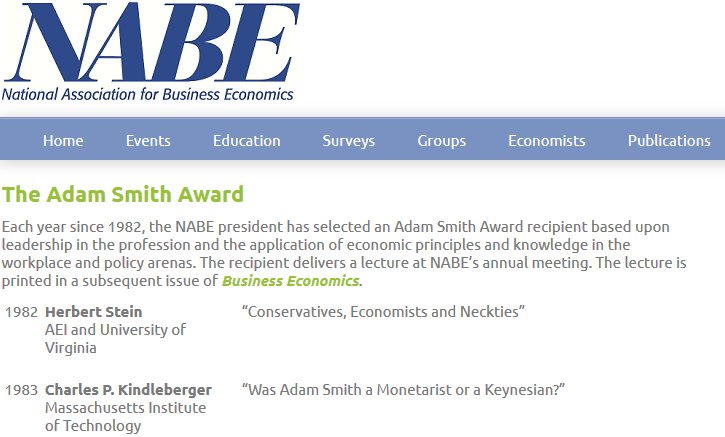 NABE
National Association for Business Economics
Home Events Education Surveys Groups Economists Publications
The Adam Smith Award
Each year since 1982, the NABE president has selected an Adam Smith Award recipient based upon
leadership in the profession and the application of economic principles and knowledge in the
workplace and policy arenas. The recipient delivers a lecture at NABE’s annual meeting. The lecture is
printed in a subsequent issue of Business Economics.
1982 Herbert Stein “Conservatives, Economists and Neckties”
AEI and University of
Virginia
1983 Charles P. Kindleberger “Was Adam Smith a Monetarist or a Keynesian?”
Massachusetts Institute
of Technology